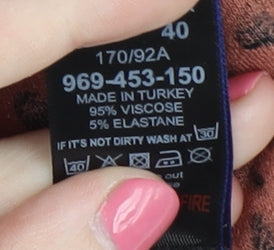 40
170/92A
969-453-150
MADE IN TURKEY
95% VISCOSE
5% ELASTANE
IF IT'S NOT DIRTY WASH AT 30
40
out
FIRE